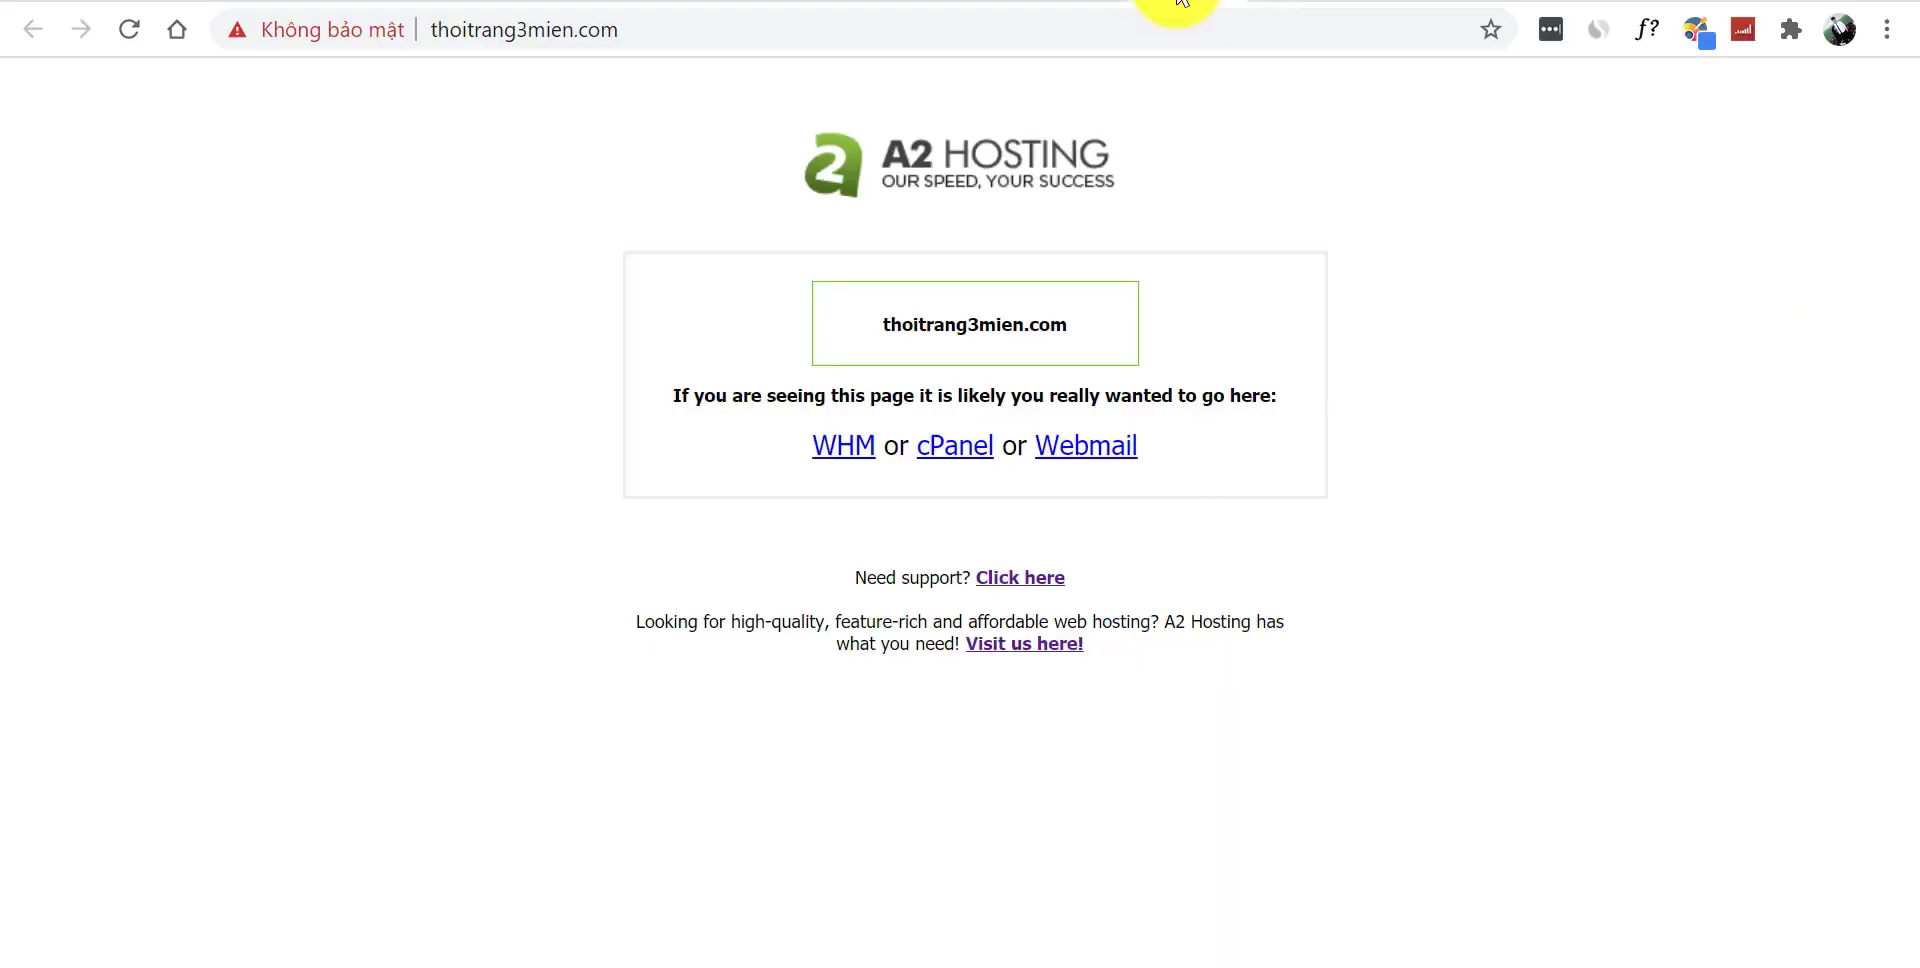 Không bảo mật | thoitrang3mien.com
f?
a2 A2 HOSTING
OUR SPEED, YOUR SUCCESS
thoitrang3mien.com
If you are seeing this page it is likely you really wanted to go here:
WHM or cPanel or Webmail
Need support? Click here
Looking for high-quality, feature-rich and affordable web hosting? A2 Hosting has
what you need! Visit us here!